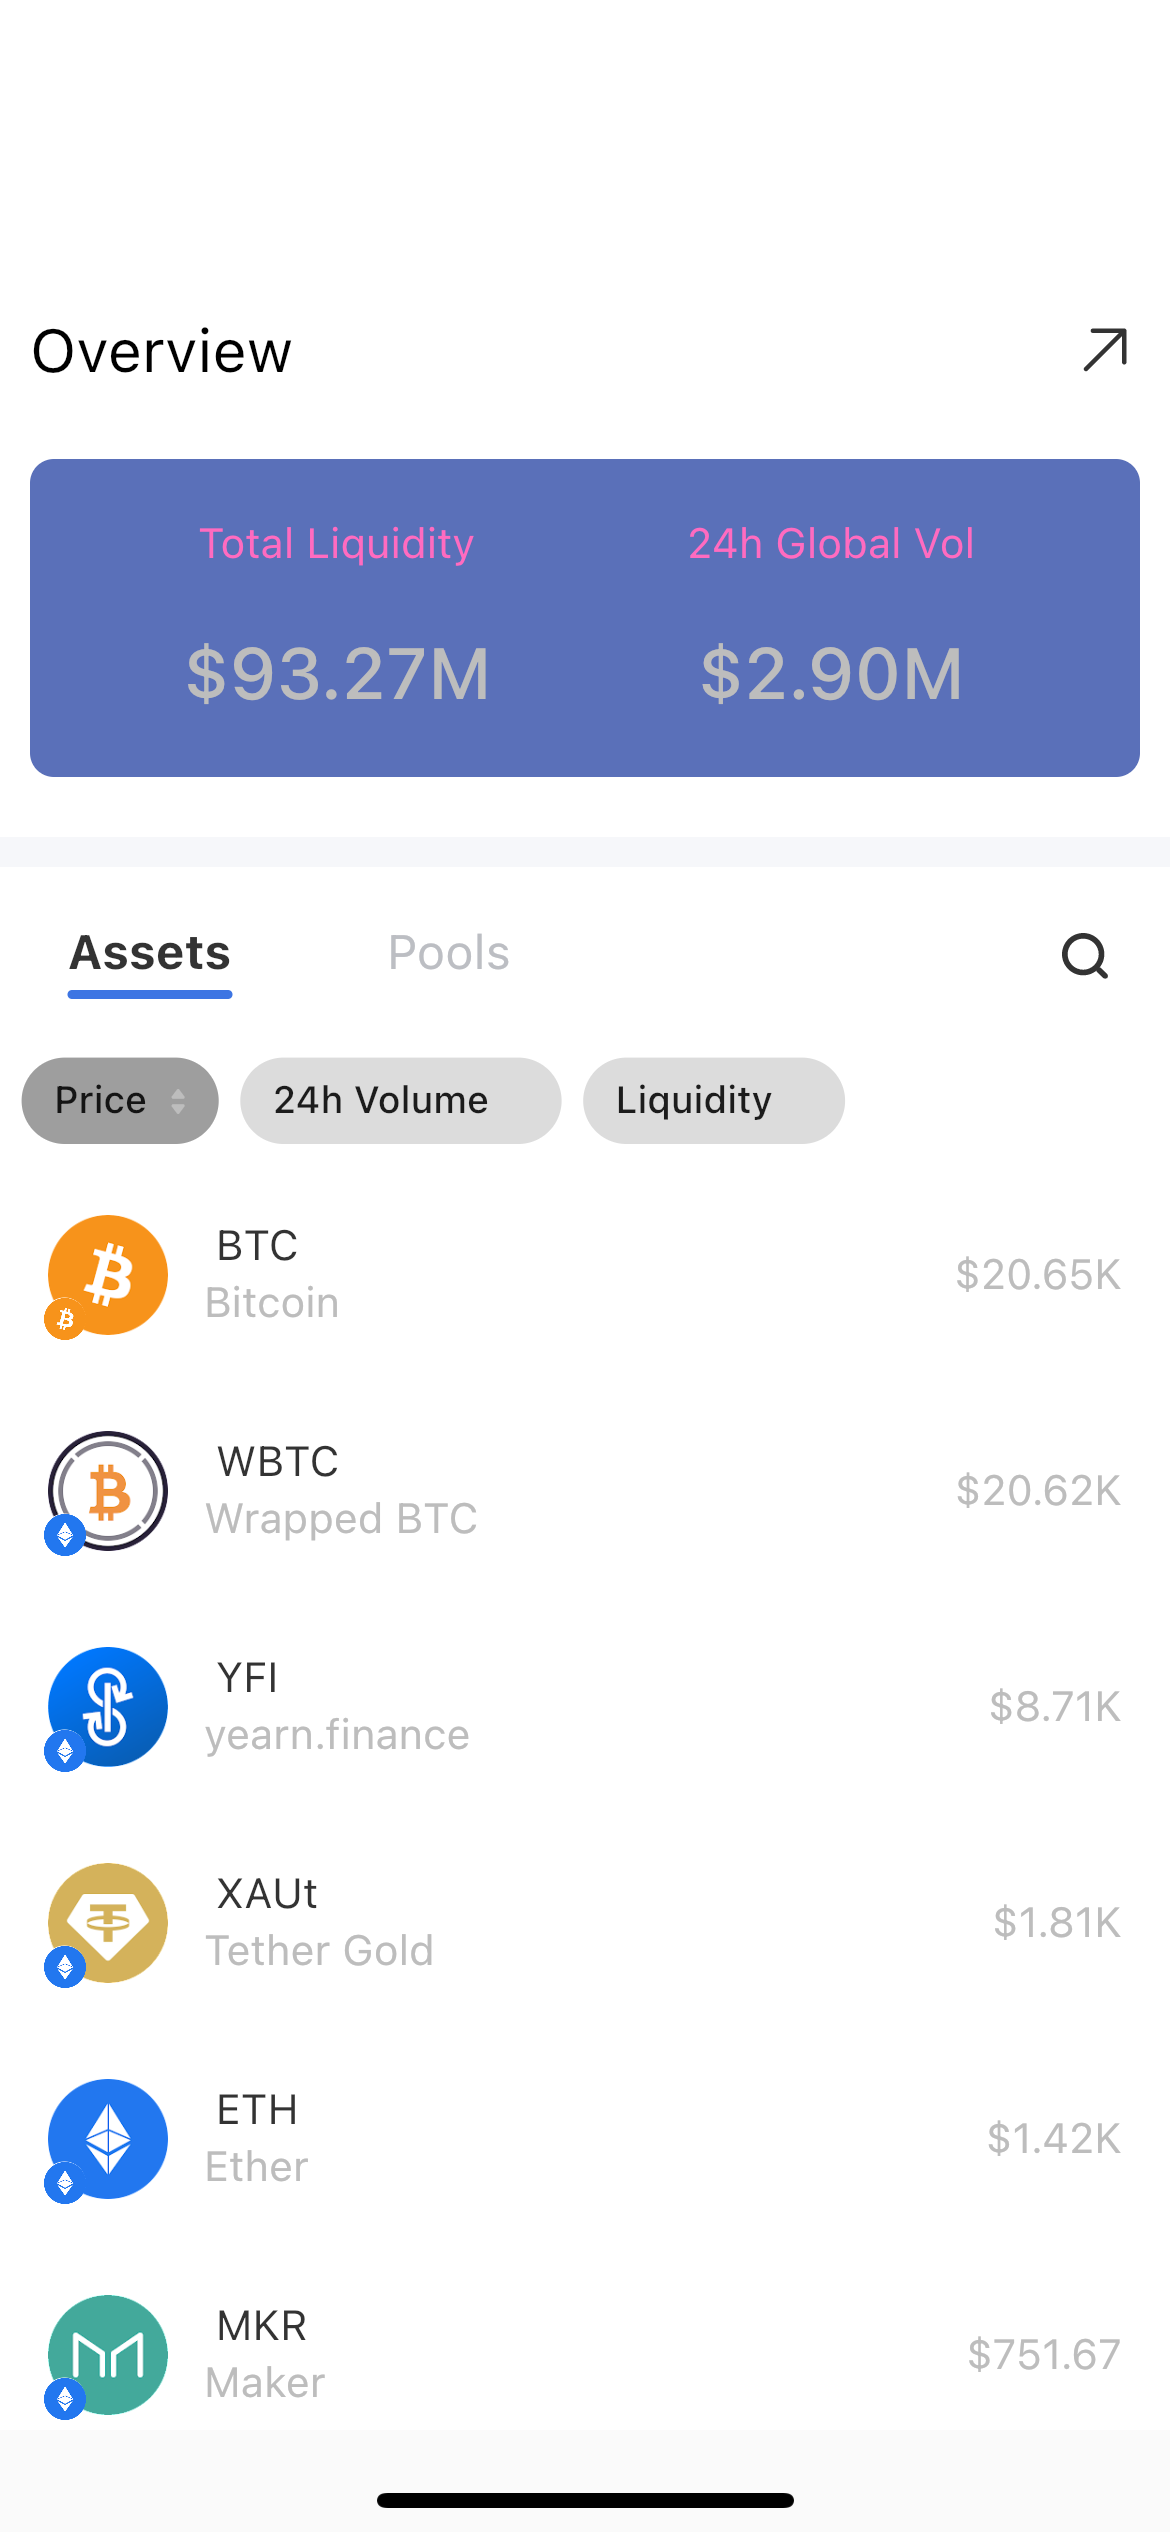 Overview
Total Liquidity 24h Global Vol
$93.27M $2.90M
Assets Pools
Price 24h Volume Liquidity
BTC
Bitcoin
$20.65K
WBTC
Wrapped BTC
$20.62K
YFI
yearn.finance
$8.71K
XAUt
Tether Gold
$1.81K
ETH
Ether
$1.42K
MKR
Maker
$751.67